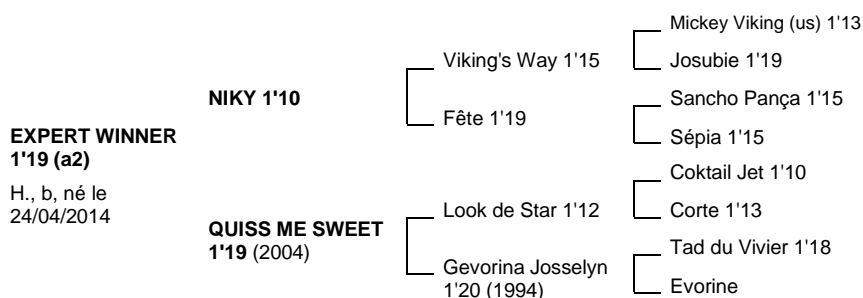 EXPERT WINNER
1'19 (a2)
H., b, né le
24/04/2014
NIKY 1'10
QUISS ME SWEET
1'19 (2004)
Viking's Way 1'15
Fête 1'19
Look de Star 1'12
Gevorina Josselyn
1'20 (1994)
Mickey Viking (us) 1'13
Josubie 1'19
Sancho Pança 1'15
Sépia 1'15
Coktail Jet 1'10
Corte 1'13
Tad du Vivier 1'18
Evorine